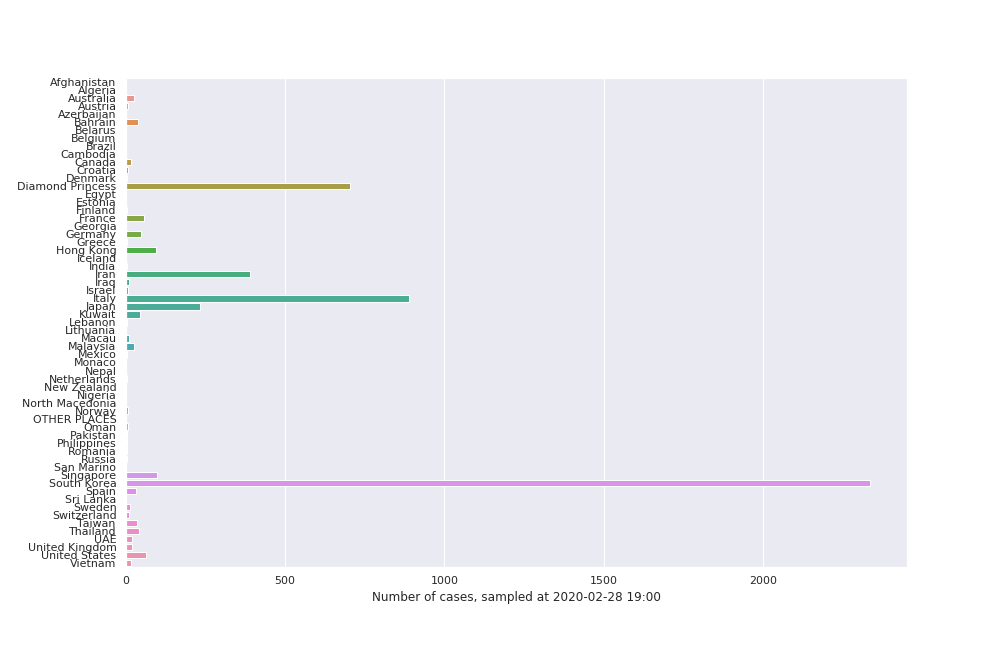 Afghanistan
Algeria
Australia
Austria
Azerbaijan
Bahrain
Belarus
Belgium
Brazil
Cambodia
Canada
Croatia
Denmark
Diamond Princess
Egypt
Estonia
Finland
France
Georgia
Germany
Greece
Hong Kong
Iceland
India
Iran
Iraq
Israel
Italy
Japan
Kuwait
Lebanon
Lithuania
Macau
Malaysia
Mexico
Monaco
Nepal
Netherlands
New Zealand
Nigeria
North Macedonia
Norway
OTHER PLACES
Oman
Pakistan
Philippines
Romania
Russia
San Marino
Singapore
South Korea
Spain
Sri Lanka
Sweden
Switzerland
Taiwan
Thailand
UAE
United Kingdom
United States
Vietnam
0 500 1000 1500 2000
Number of cases, sampled at 2020-02-28 19:00